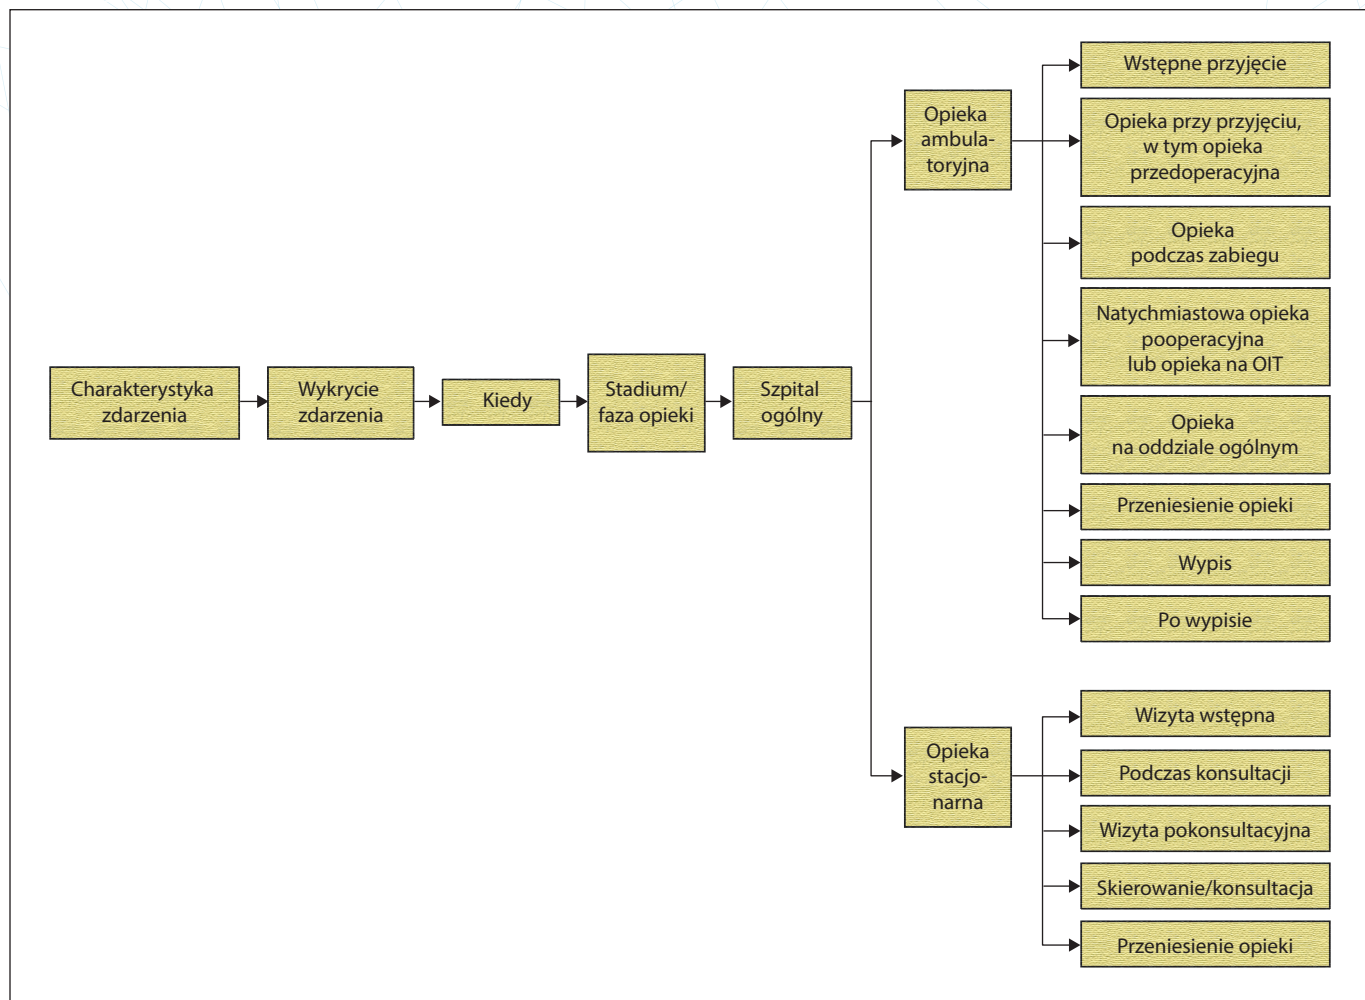 Charakterystyka
zdarzenia
Wykrycie
zdarzenia
Kiedy
Stadium/
faza opieki
Szpital
ogólny
Opieka
ambula-
toryjna
Wstępne przyjęcie
Opieka przy przyjęciu,
w tym opieka
przedoperacyjna
Opieka
podczas zabiegu
Natychmiastowa opieka
pooperacyjna
lub opieka na OIT
Opieka
na oddziale ogólnym
Przeniesienie opieki
Wypis
Po wypisie
Opieka
stacjo-
narna
Wizyta wstępna
Podczas konsultacji
Wizyta pokonsultacyjna
Skierowanie/konsultacja
Przeniesienie opieki